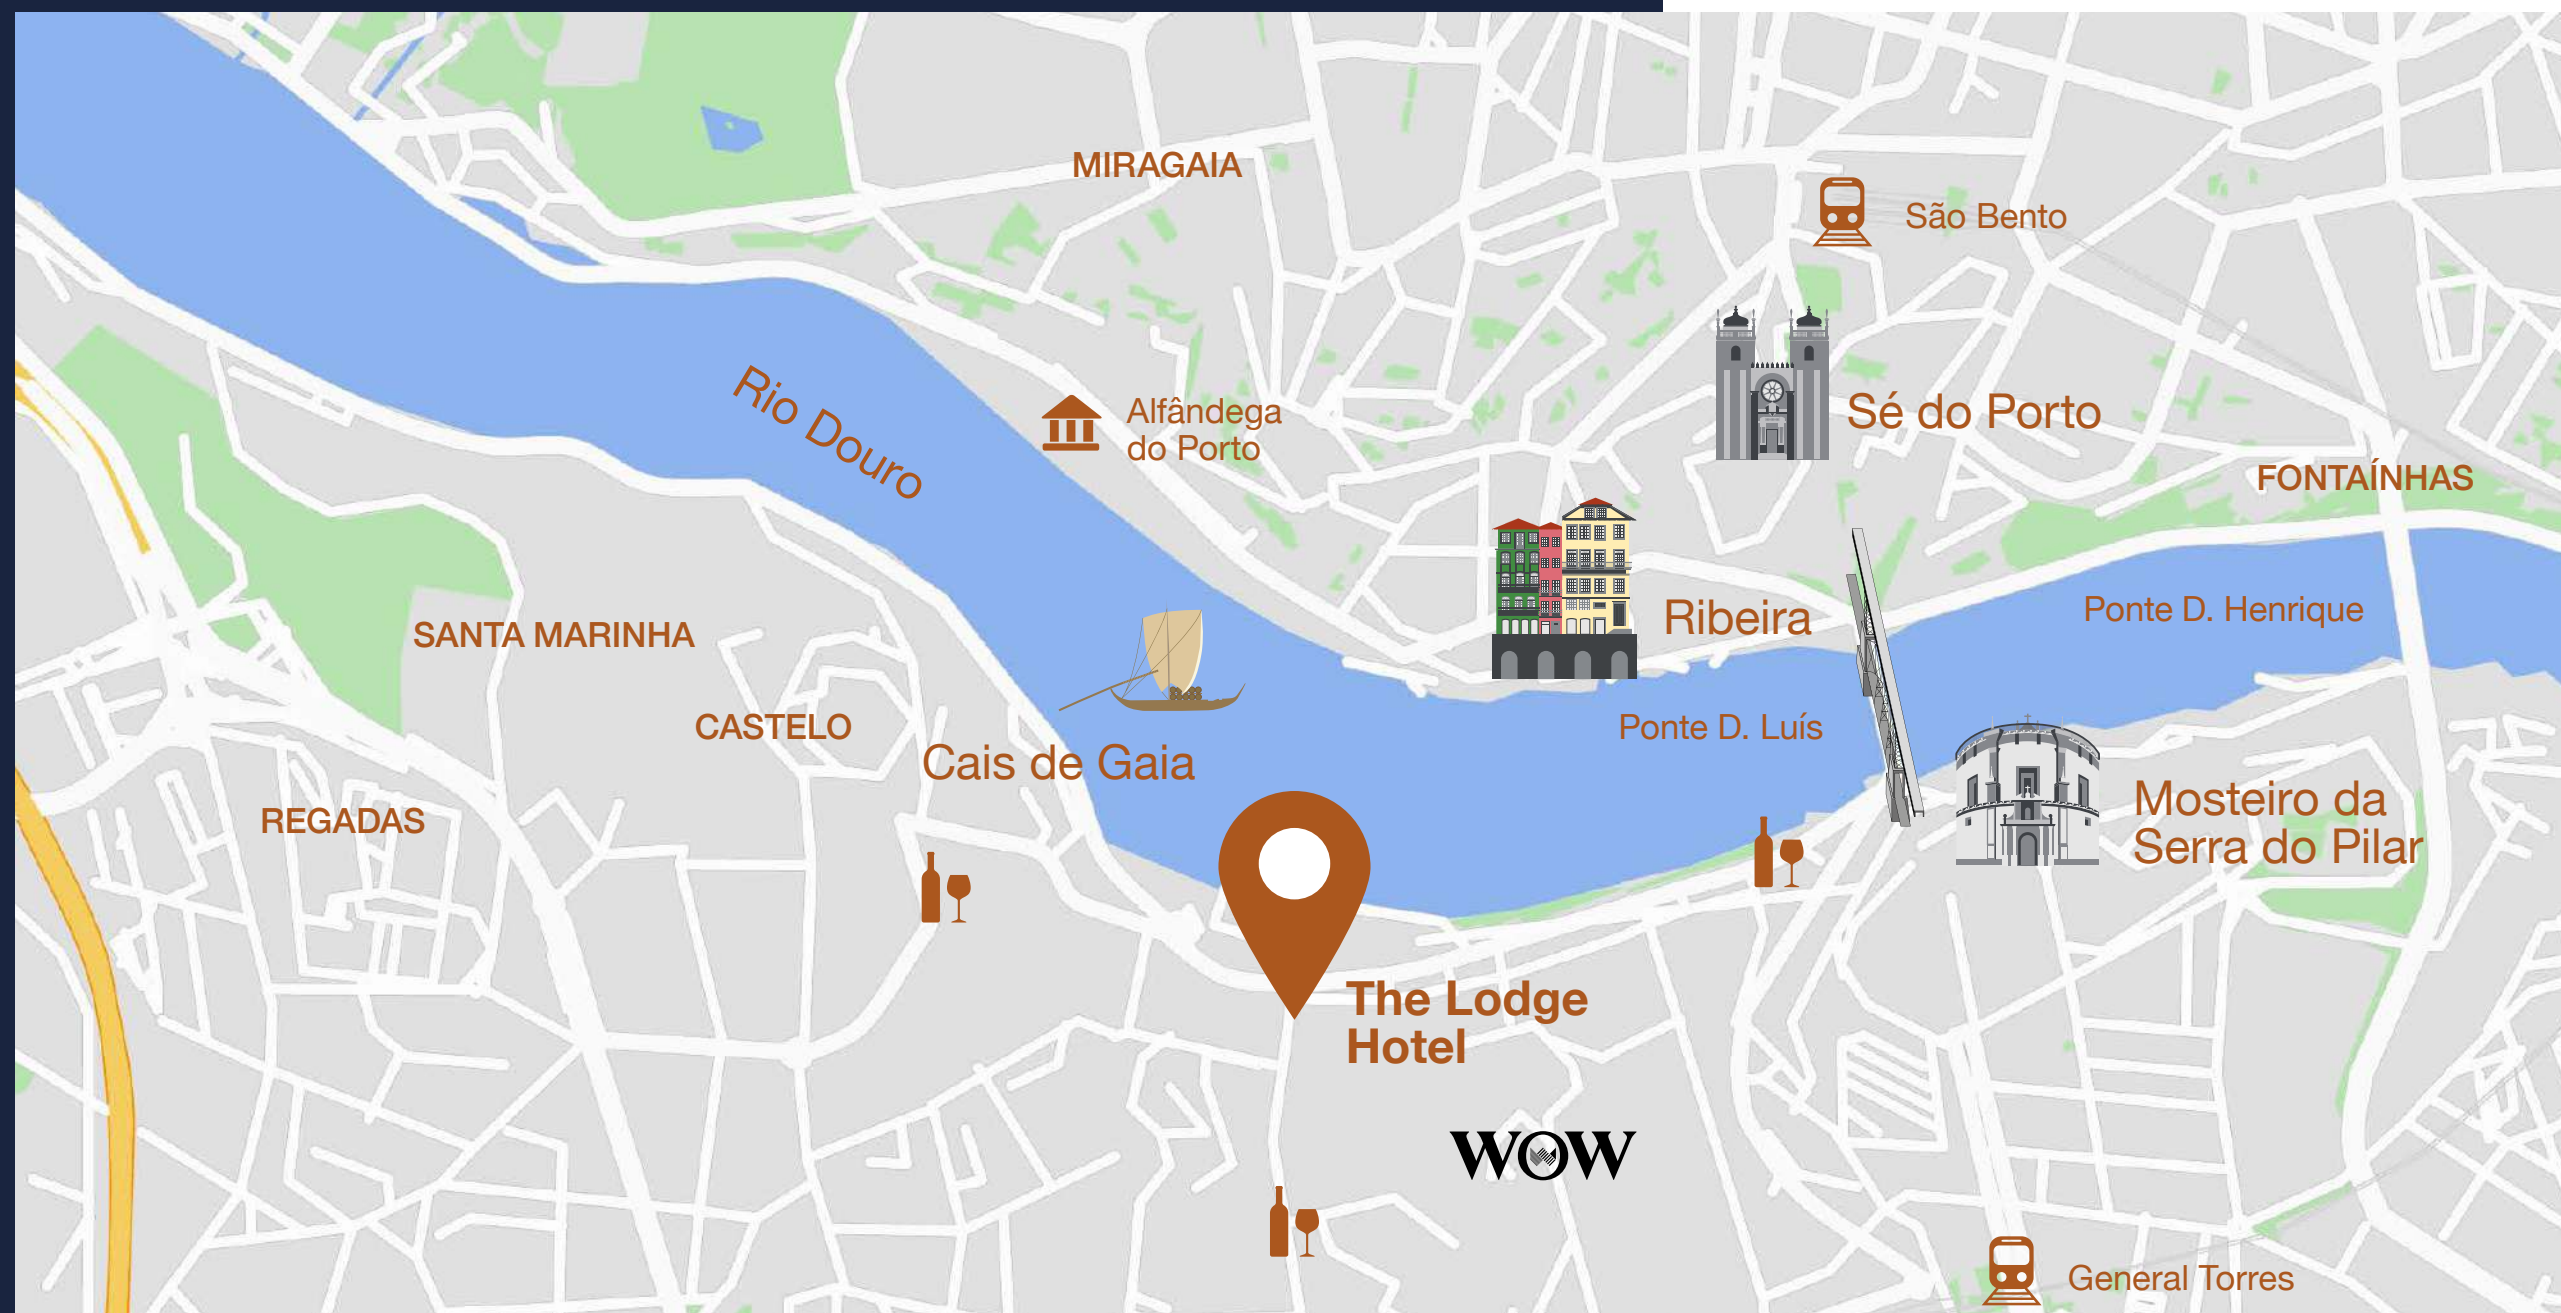 MIRAGAIA
São Bento
Rio Douro
Alfândega
do Porto
Sé do Porto
FONTAÍNHAS
Ribeira
Ponte D. Henrique
SANTA MARINHA
CASTELO
Cais de Gaia
Ponte D. Luís
REGADAS
Mosteiro da
Serra do Pilar
The Lodge
Hotel
WOW
General Torres